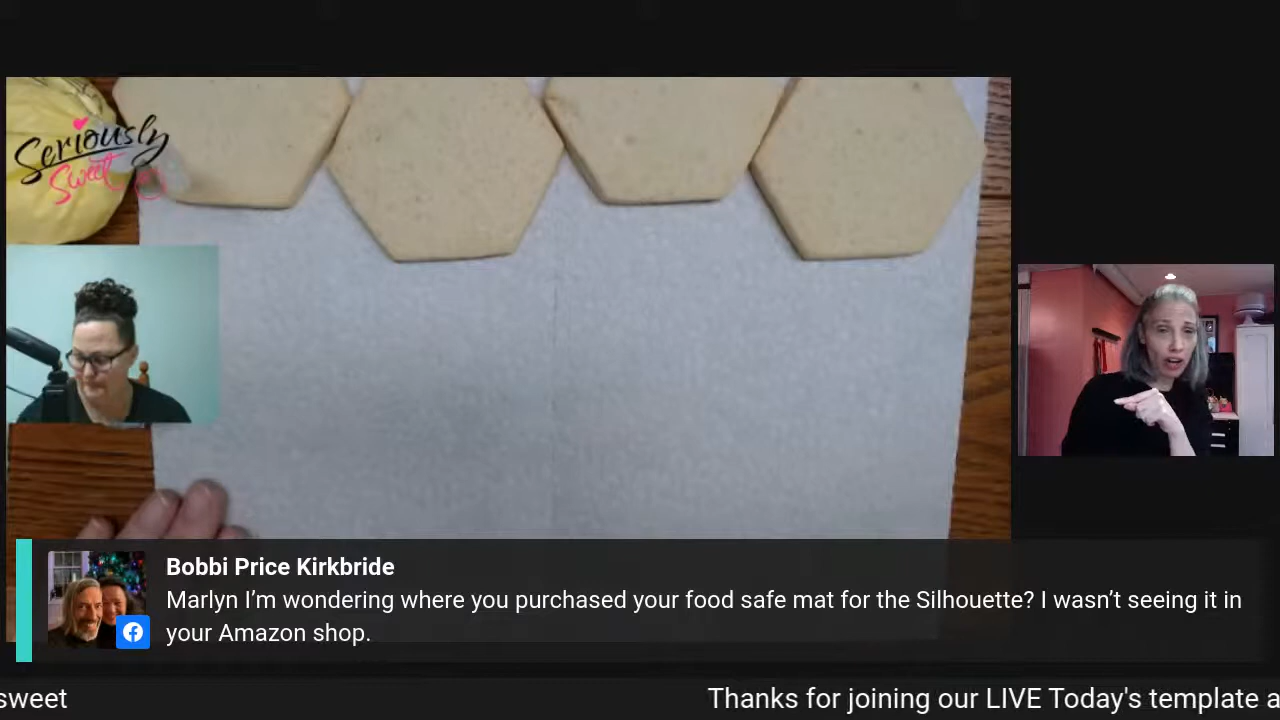 Seriously
Sweet
Bobbi Price Kirkbride
Marlyn I’m wondering where you purchased your food safe mat for the Silhouette? I wasn’t seeing it in
your Amazon shop.
sweet Thanks for joining our LIVE Today's template a